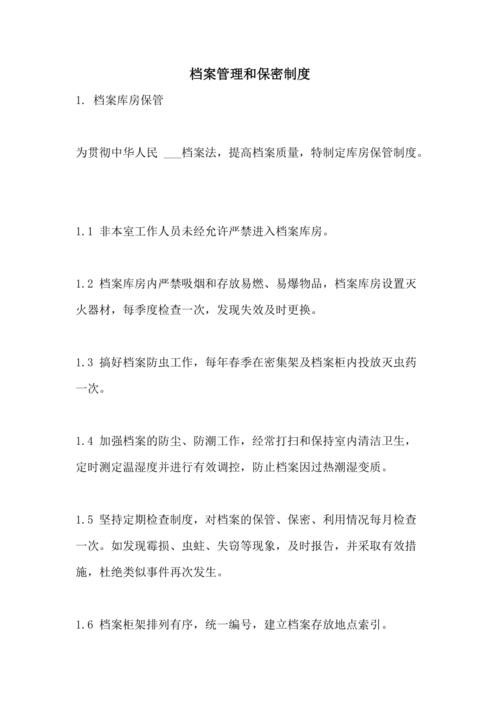 档案管理和保密制度
1. 档案库房保管
为贯彻中华人民 ___档案法，提高档案质量，特制定库房保管制度。
1.1 非本室工作人员未经允许严禁进入档案库房。
1.2 档案库房内严禁吸烟和存放易燃、易爆物品，档案库房设置灭
火器材，每季度检查一次，发现失效及时更换。
1.3 搞好档案防虫工作，每年春季在密集架及档案柜内投放灭虫药
一次。
1.4 加强档案的防尘、防潮工作，经常打扫和保持室内清洁卫生，
定时测定温湿度并进行有效调控，防止档案因过热潮湿变质。
1.5 坚持定期检查制度，对档案的保管、保密、利用情况每月检查
一次。如发现霉损、虫蛀、失窃等现象，及时报告，并采取有效措
施，杜绝类似事件再次发生。
1.6 档案柜架排列有序，统一编号，建立档案存放地点索引。